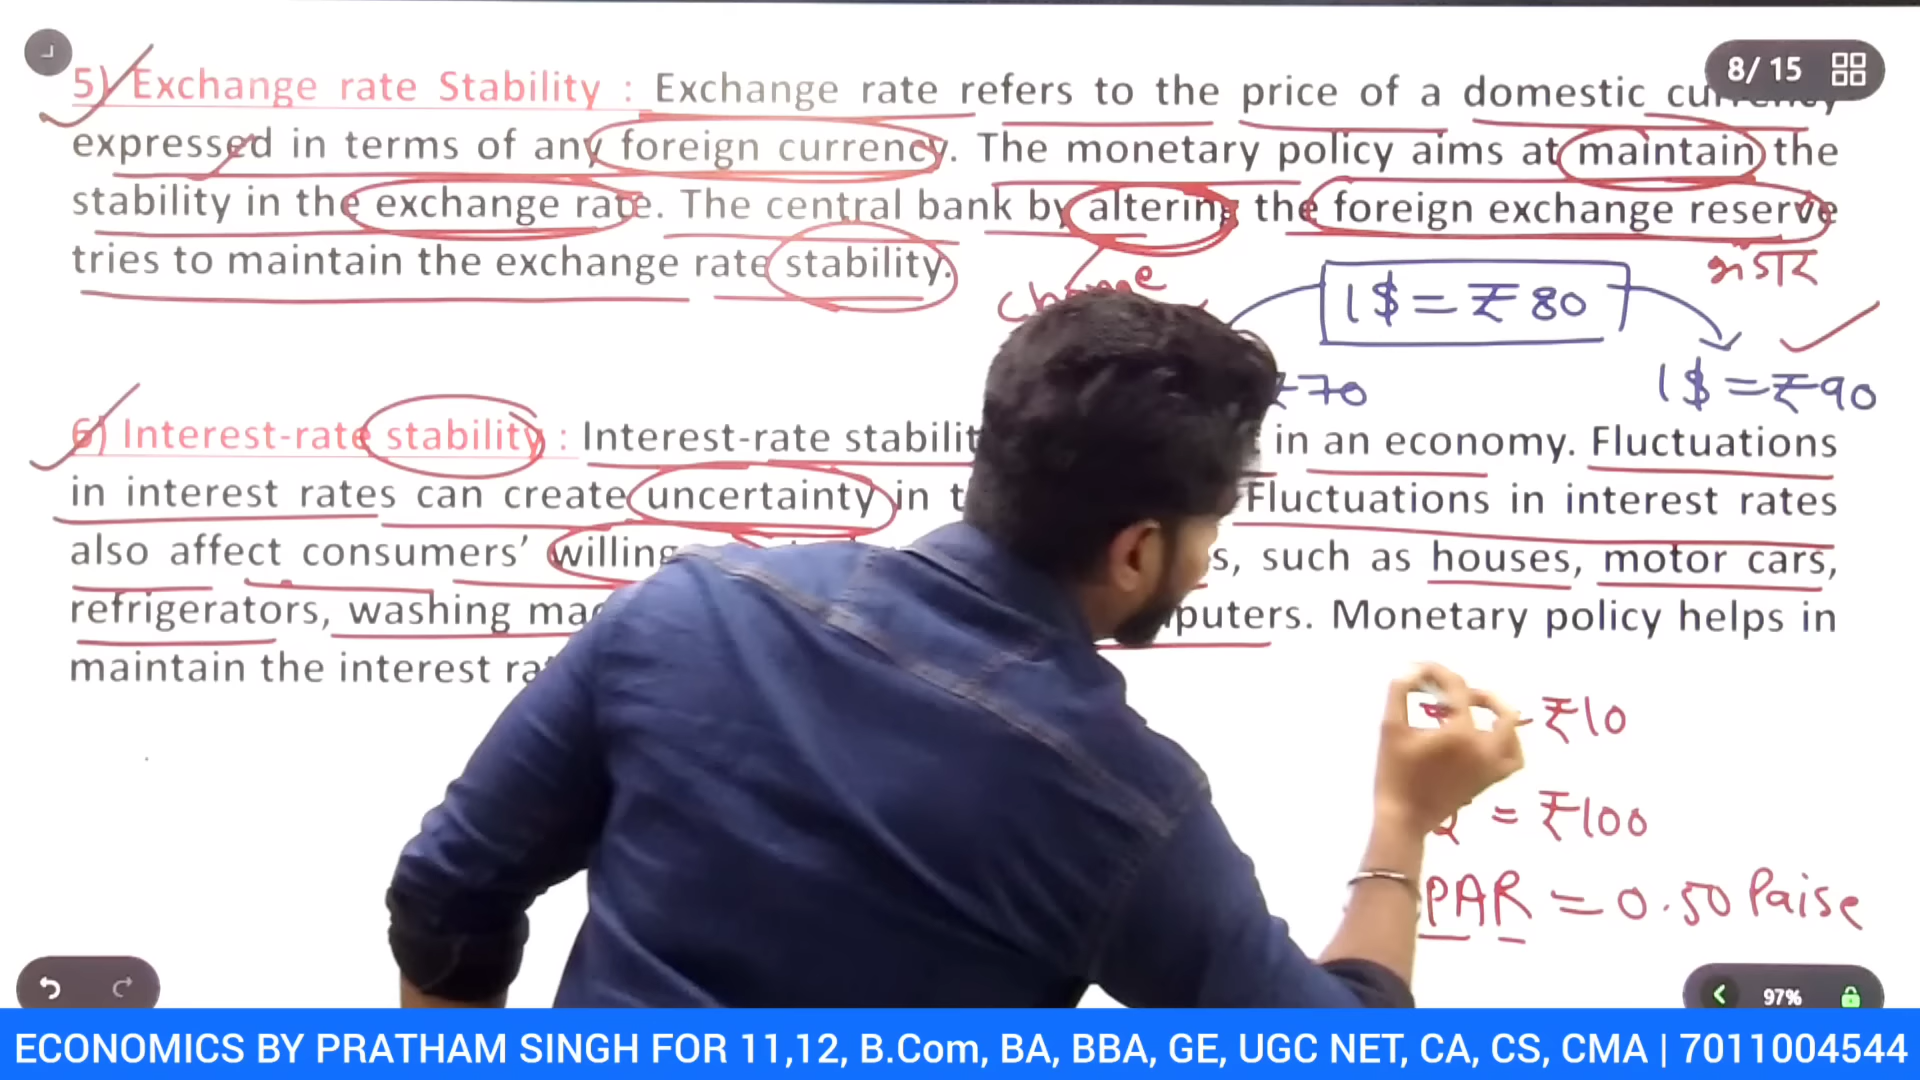 8/ 15
5) Exchange rate Stability : Exchange rate refers to the price of a domestic currency
expressed in terms of any foreign currency. The monetary policy aims at maintain the
stability in the exchange rate. The central bank by altering the foreign exchange reserve
tries to maintain the exchange rate stability.
भंडार
1$ = ₹80
₹70
1$ = ₹90
6) Interest-rate stability : Interest-rate in an economy. Fluctuations
in interest rates can create uncertainty in Fluctuations in interest rates
also affect consumers' such as houses, motor cars,
refrigerators, washing Monetary policy helps in
maintain the interest
₹10
= ₹100
PAR = 0.50 Paise
97%
ECONOMICS BY PRATHAM SINGH FOR 11,12, B.Com, BA, BBA, GE, UGC NET, CA, CS, CMA | 7011004544